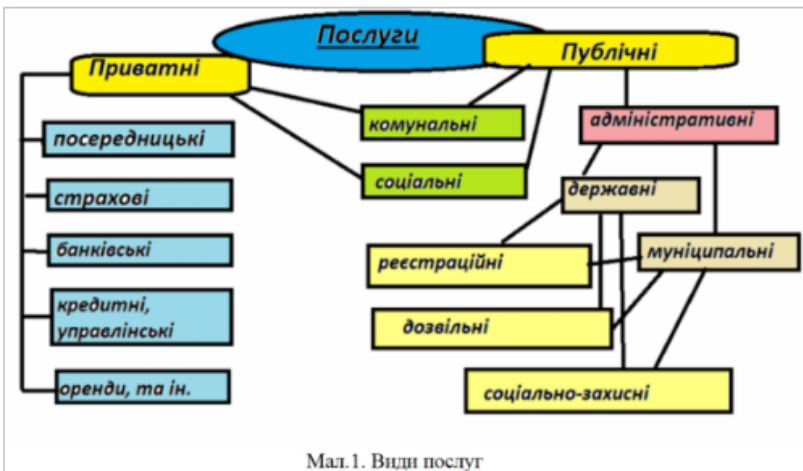 Послуги
Приватні
Публічні
комунальні
адміністративні
посередницькі
соціальні
державні
страхові
муніципальні
реєстраційні
банківські
кредитні,
управлінські
дозвільні
оренди, та ін.
соціально-захисні
Мал.1. Види послуг